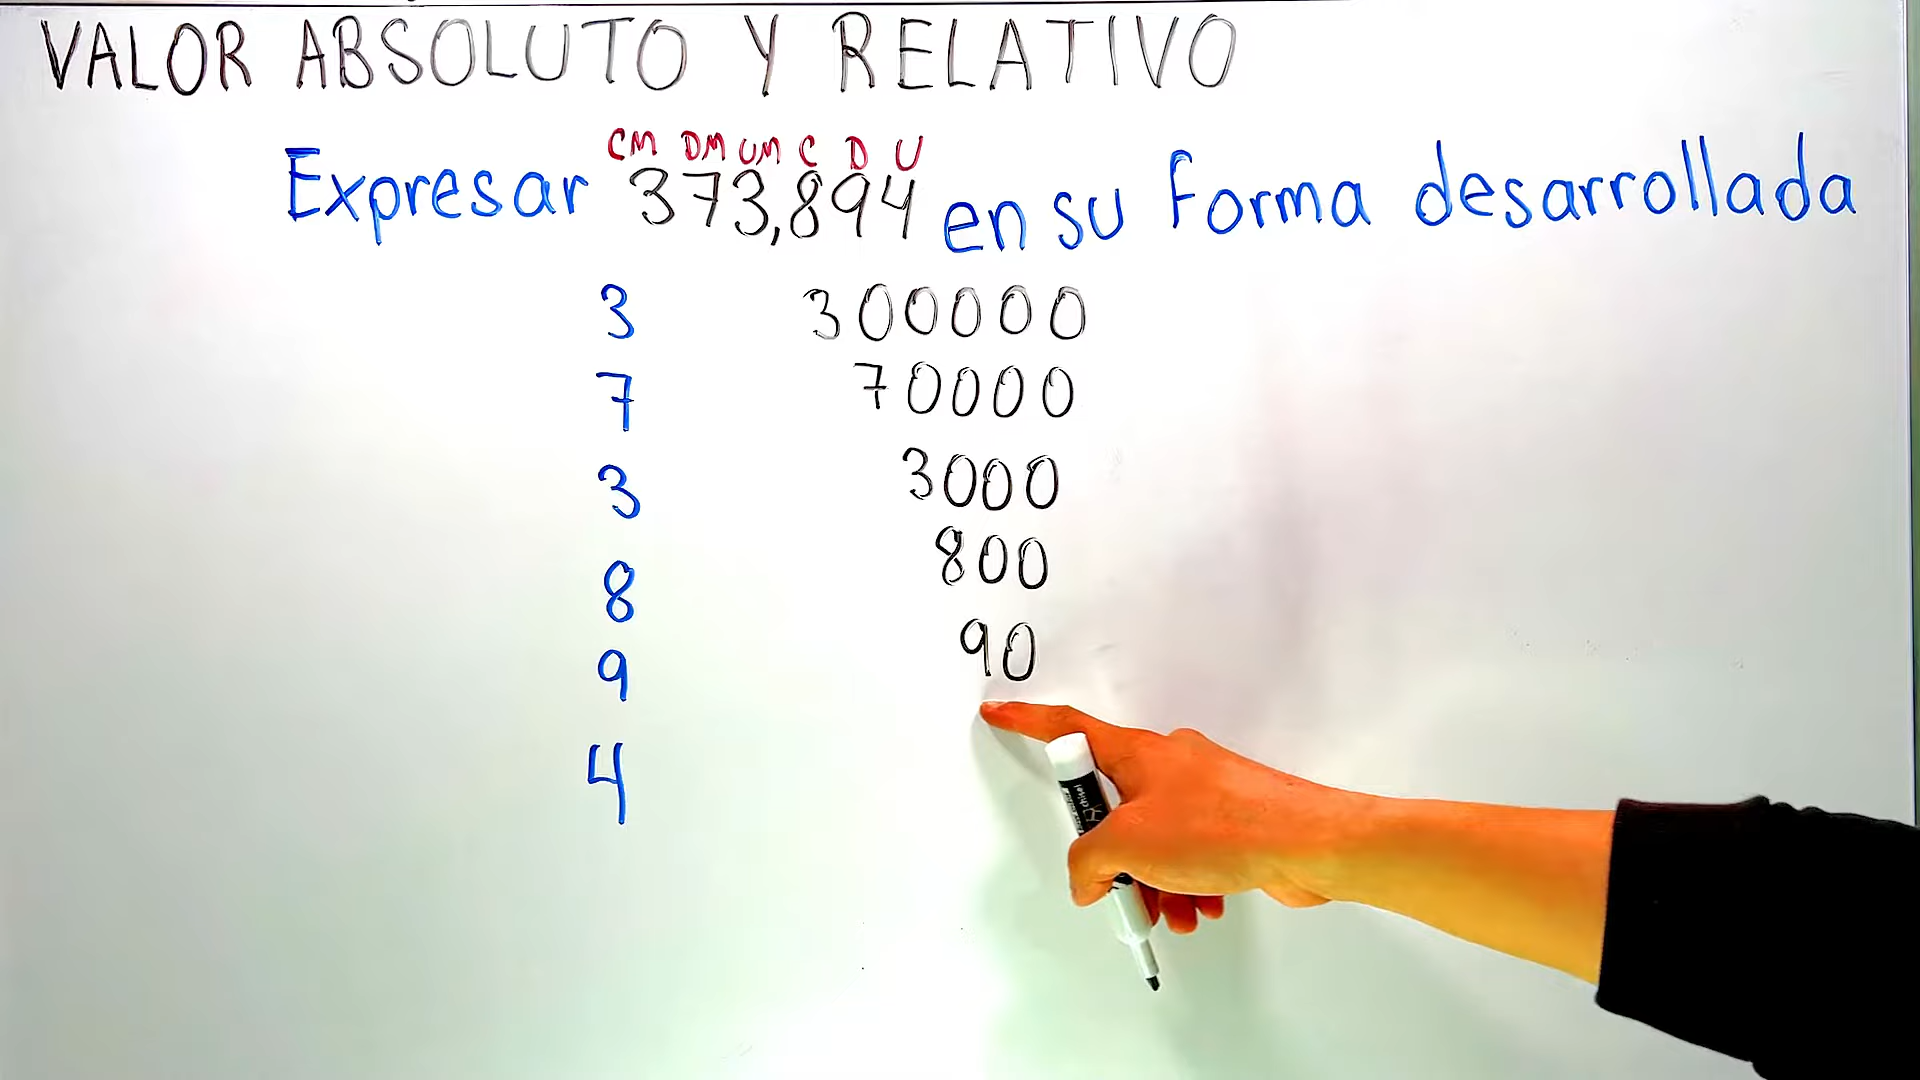 VALOR ABSOLUTO Y RELATIVO
CM DM UM C D U
Expresar 373,894 en su forma desarrollada
3 300000
7 70000
3 3000
8 800
9 90
4